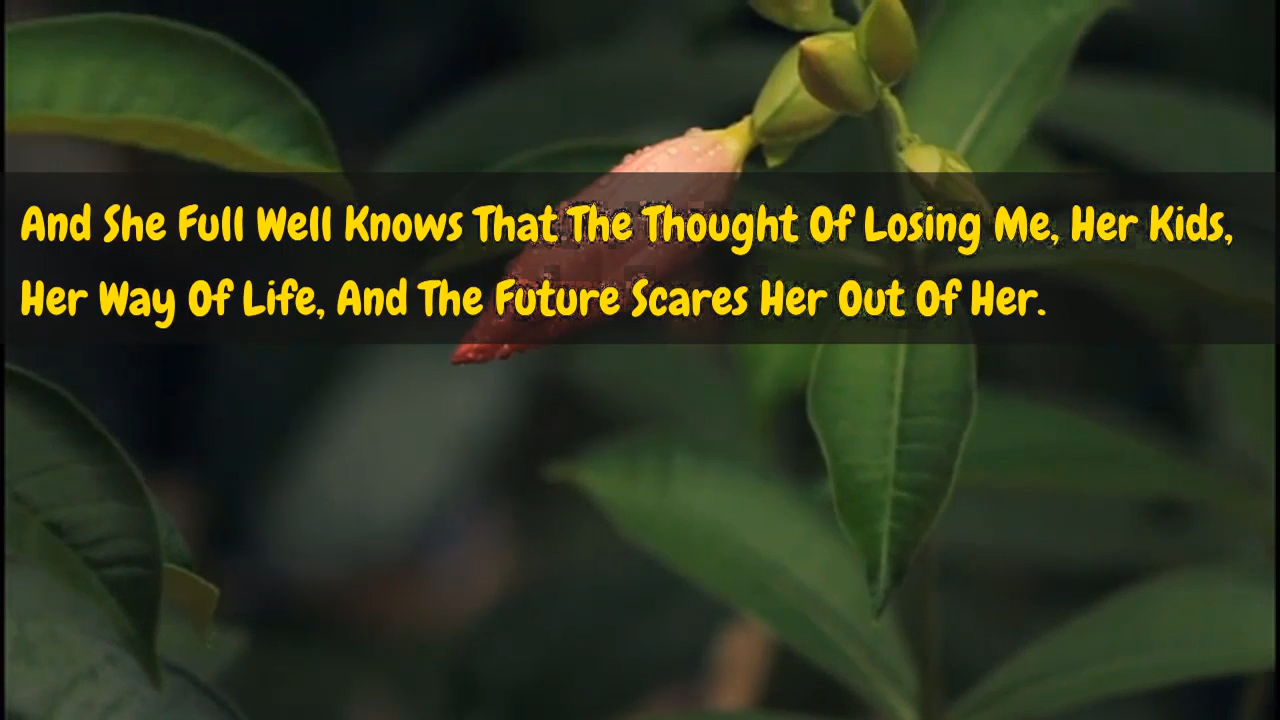 And She Full Well Knows That The Thought Of Losing Me, Her Kids,
Her Way Of Life, And The Future Scares Her Out Of Her.